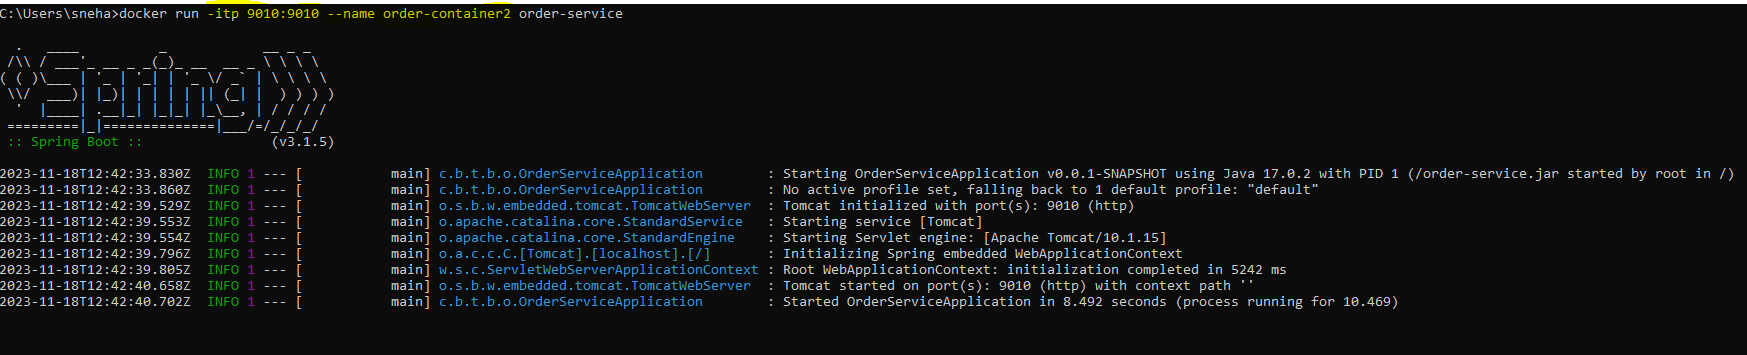 C:\Users\sneha>docker run -itp 9010:9010 --name order-container2 order-service
  .   ____          _            __ _ _
 /\\ / ___'_ __ _ _(_)_ __  __ _ \ \ \ \
( ( )\___ | '_ | '_| | '_ \/ _` | \ \ \ \
 \\/  ___)| |_)| | | | | || (_| |  ) ) ) )
  '  |____| .__|_| |_|_| |_\__, | / / / /
 =========|_|==============|___/=/_/_/_/
 :: Spring Boot ::                (v3.1.5)
2023-11-18T12:42:33.830Z  INFO 1 --- [           main] c.b.t.b.o.OrderServiceApplication        : Starting OrderServiceApplication v0.0.1-SNAPSHOT using Java 17.0.2 with PID 1 (/order-service.jar started by root in /)
2023-11-18T12:42:33.860Z  INFO 1 --- [           main] c.b.t.b.o.OrderServiceApplication        : No active profile set, falling back to 1 default profile: "default"
2023-11-18T12:42:39.529Z  INFO 1 --- [           main] o.s.b.w.embedded.tomcat.TomcatWebServer  : Tomcat initialized with port(s): 9010 (http)
2023-11-18T12:42:39.553Z  INFO 1 --- [           main] o.apache.catalina.core.StandardService   : Starting service [Tomcat]
2023-11-18T12:42:39.554Z  INFO 1 --- [           main] o.apache.catalina.core.StandardEngine    : Starting Servlet engine: [Apache Tomcat/10.1.15]
2023-11-18T12:42:39.796Z  INFO 1 --- [           main] o.a.c.c.C.[Tomcat].[localhost].[/]       : Initializing Spring embedded WebApplicationContext
2023-11-18T12:42:39.805Z  INFO 1 --- [           main] w.s.c.ServletWebServerApplicationContext : Root WebApplicationContext: initialization completed in 5242 ms
2023-11-18T12:42:40.658Z  INFO 1 --- [           main] o.s.b.w.embedded.tomcat.TomcatWebServer  : Tomcat started on port(s): 9010 (http) with context path ''
2023-11-18T12:42:40.702Z  INFO 1 --- [           main] c.b.t.b.o.OrderServiceApplication        : Started OrderServiceApplication in 8.492 seconds (process running for 10.469)